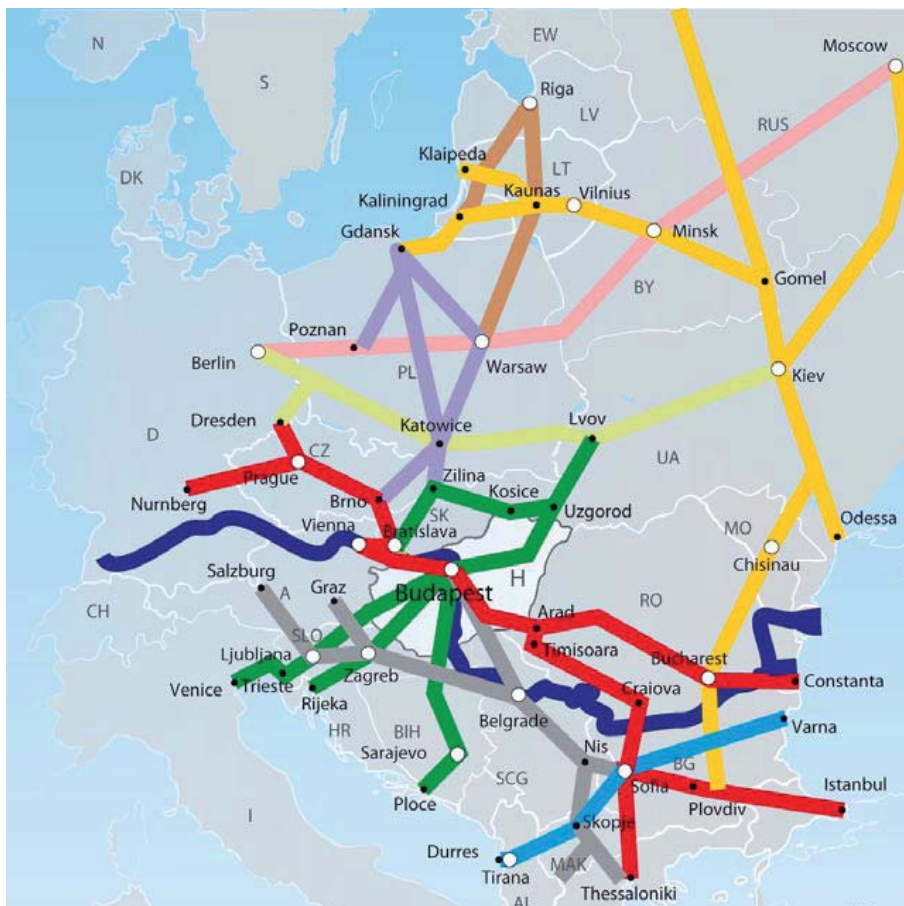 N
EW
Moscow
S
Riga
LV
RUS
Klaipeda
LT
DK
Kaliningrad
Kaunas
Vilnius
Gdansk
Minsk
BY
Gomel
Poznan
Berlin
PL
Warsaw
Kiev
Dresden
Katowice
Lvov
D
CZ
UA
Prague
Zilina
Kosice
Nurnberg
Brno
SK
Uzgorod
Odessa
Vienna
Bratislava
MO
Chisinau
Salzburg
A
Graz
Budapest
H
CH
Arad
RO
SLO
Timisoara
Ljubljana
Zagreb
Bucharest
Venice
Trieste
Rijeka
Craiova
Constanta
HR
BIH
Belgrade
Varna
Sarajevo
Nis
BG
SCG
Sofia
Istanbul
Ploce
Plovdiv
I
Skopje
Durres
Tirana
MAK
Thessaloniki
AL